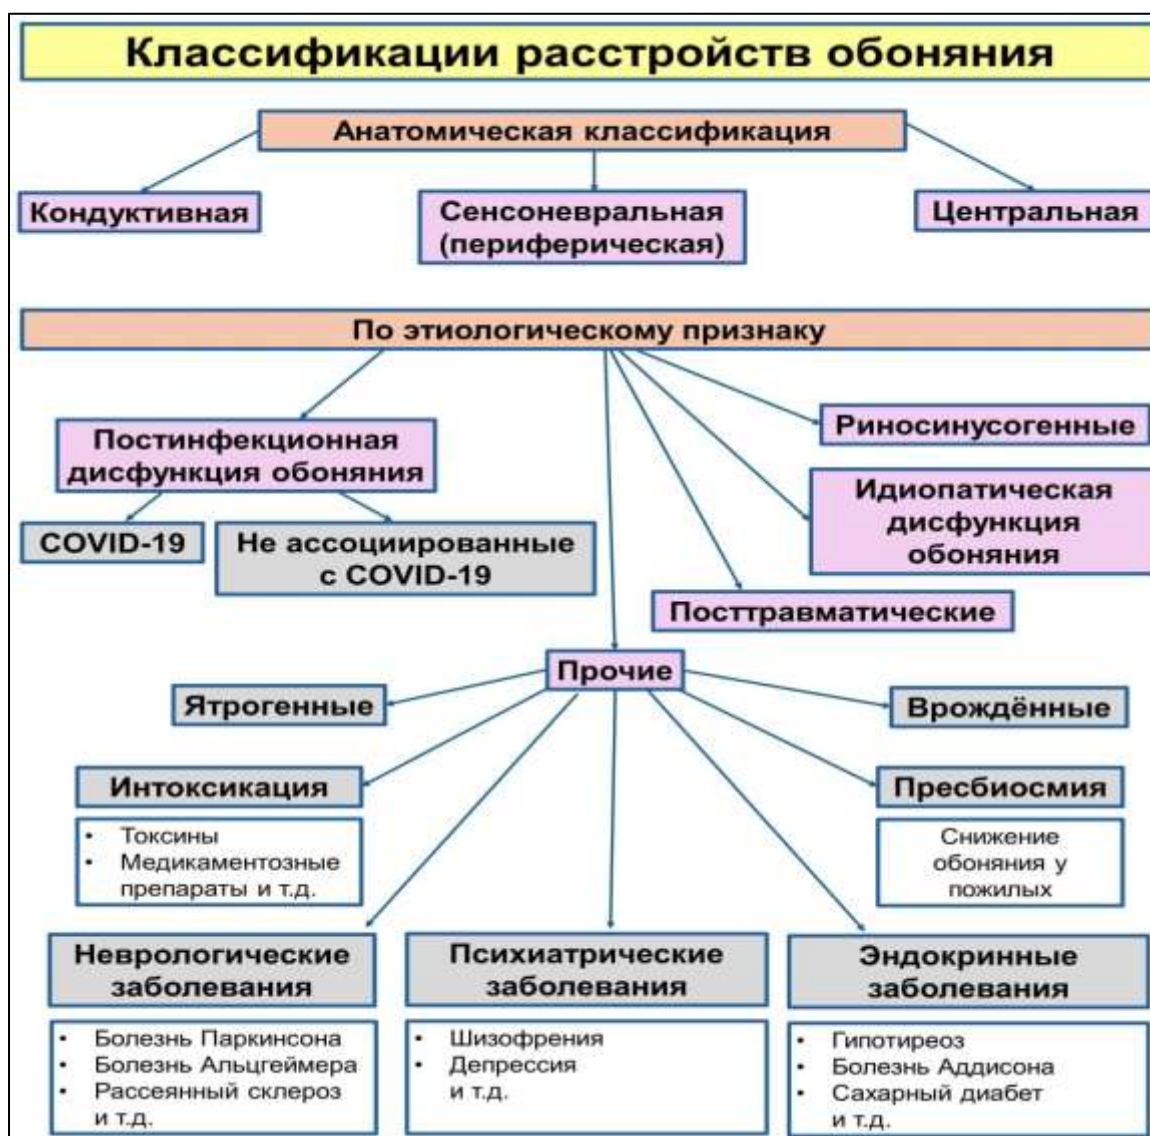 Классификации расстройств обоняния
Анатомическая классификация
Кондуктивная
Сенсоневральная
(периферическая)
Центральная
По этиологическому признаку
Постинфекционная
дисфункция обоняния
COVID-19
Не ассоциированные
с COVID-19
Риносинусогенные
Идиопатическая
дисфункция
обоняния
Посттравматические
Прочие
Ятрогенные
Врождённые
Интоксикация
• Токсины
• Медикаментозные
препараты и т.д.
Пресбиосмия
Снижение
обоняния у
пожилых
Неврологические
заболевания
• Болезнь Паркинсона
• Болезнь Альцгеймера
• Рассеянный склероз
и т.д.
Психиатрические
заболевания
• Шизофрения
• Депрессия
и т.д.
Эндокринные
заболевания
• Гипотиреоз
• Болезнь Аддисона
• Сахарный диабет
и т.д.